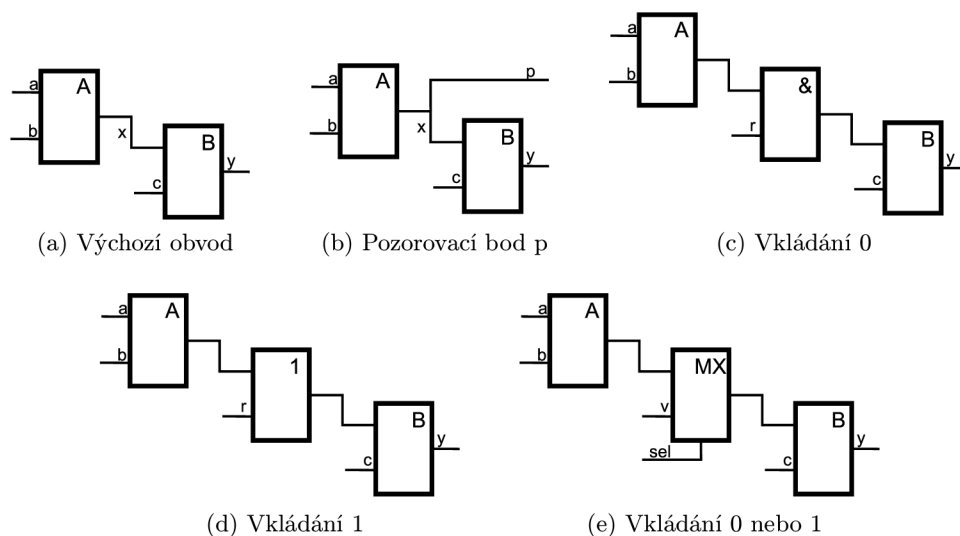 a
A
b
x
B
c
y
(a) Výchozí obvod
a
A
b
p
x
B
c
y
(b) Pozorovací bod p
a
A
b
&
r
B
c
y
(c) Vkládání 0
a
A
b
1
r
B
c
y
(d) Vkládání 1
a
A
b
MX
v
sel
B
c
y
(e) Vkládání 0 nebo 1